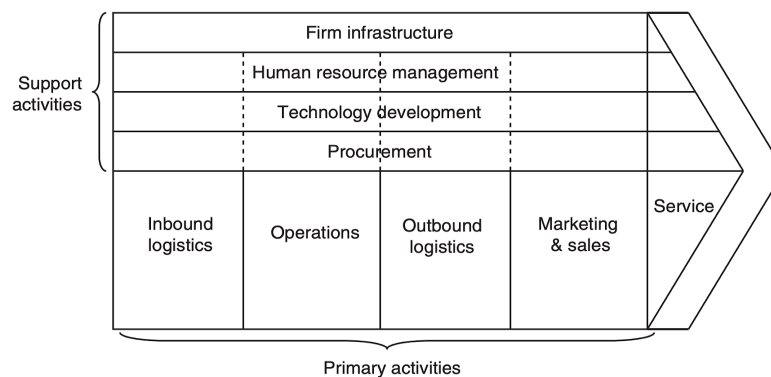 Firm infrastructure
Support
activities
Human resource management
Technology development
Procurement
Inbound
logistics
Operations
Outbound
logistics
Marketing
& sales
Service
Primary activities